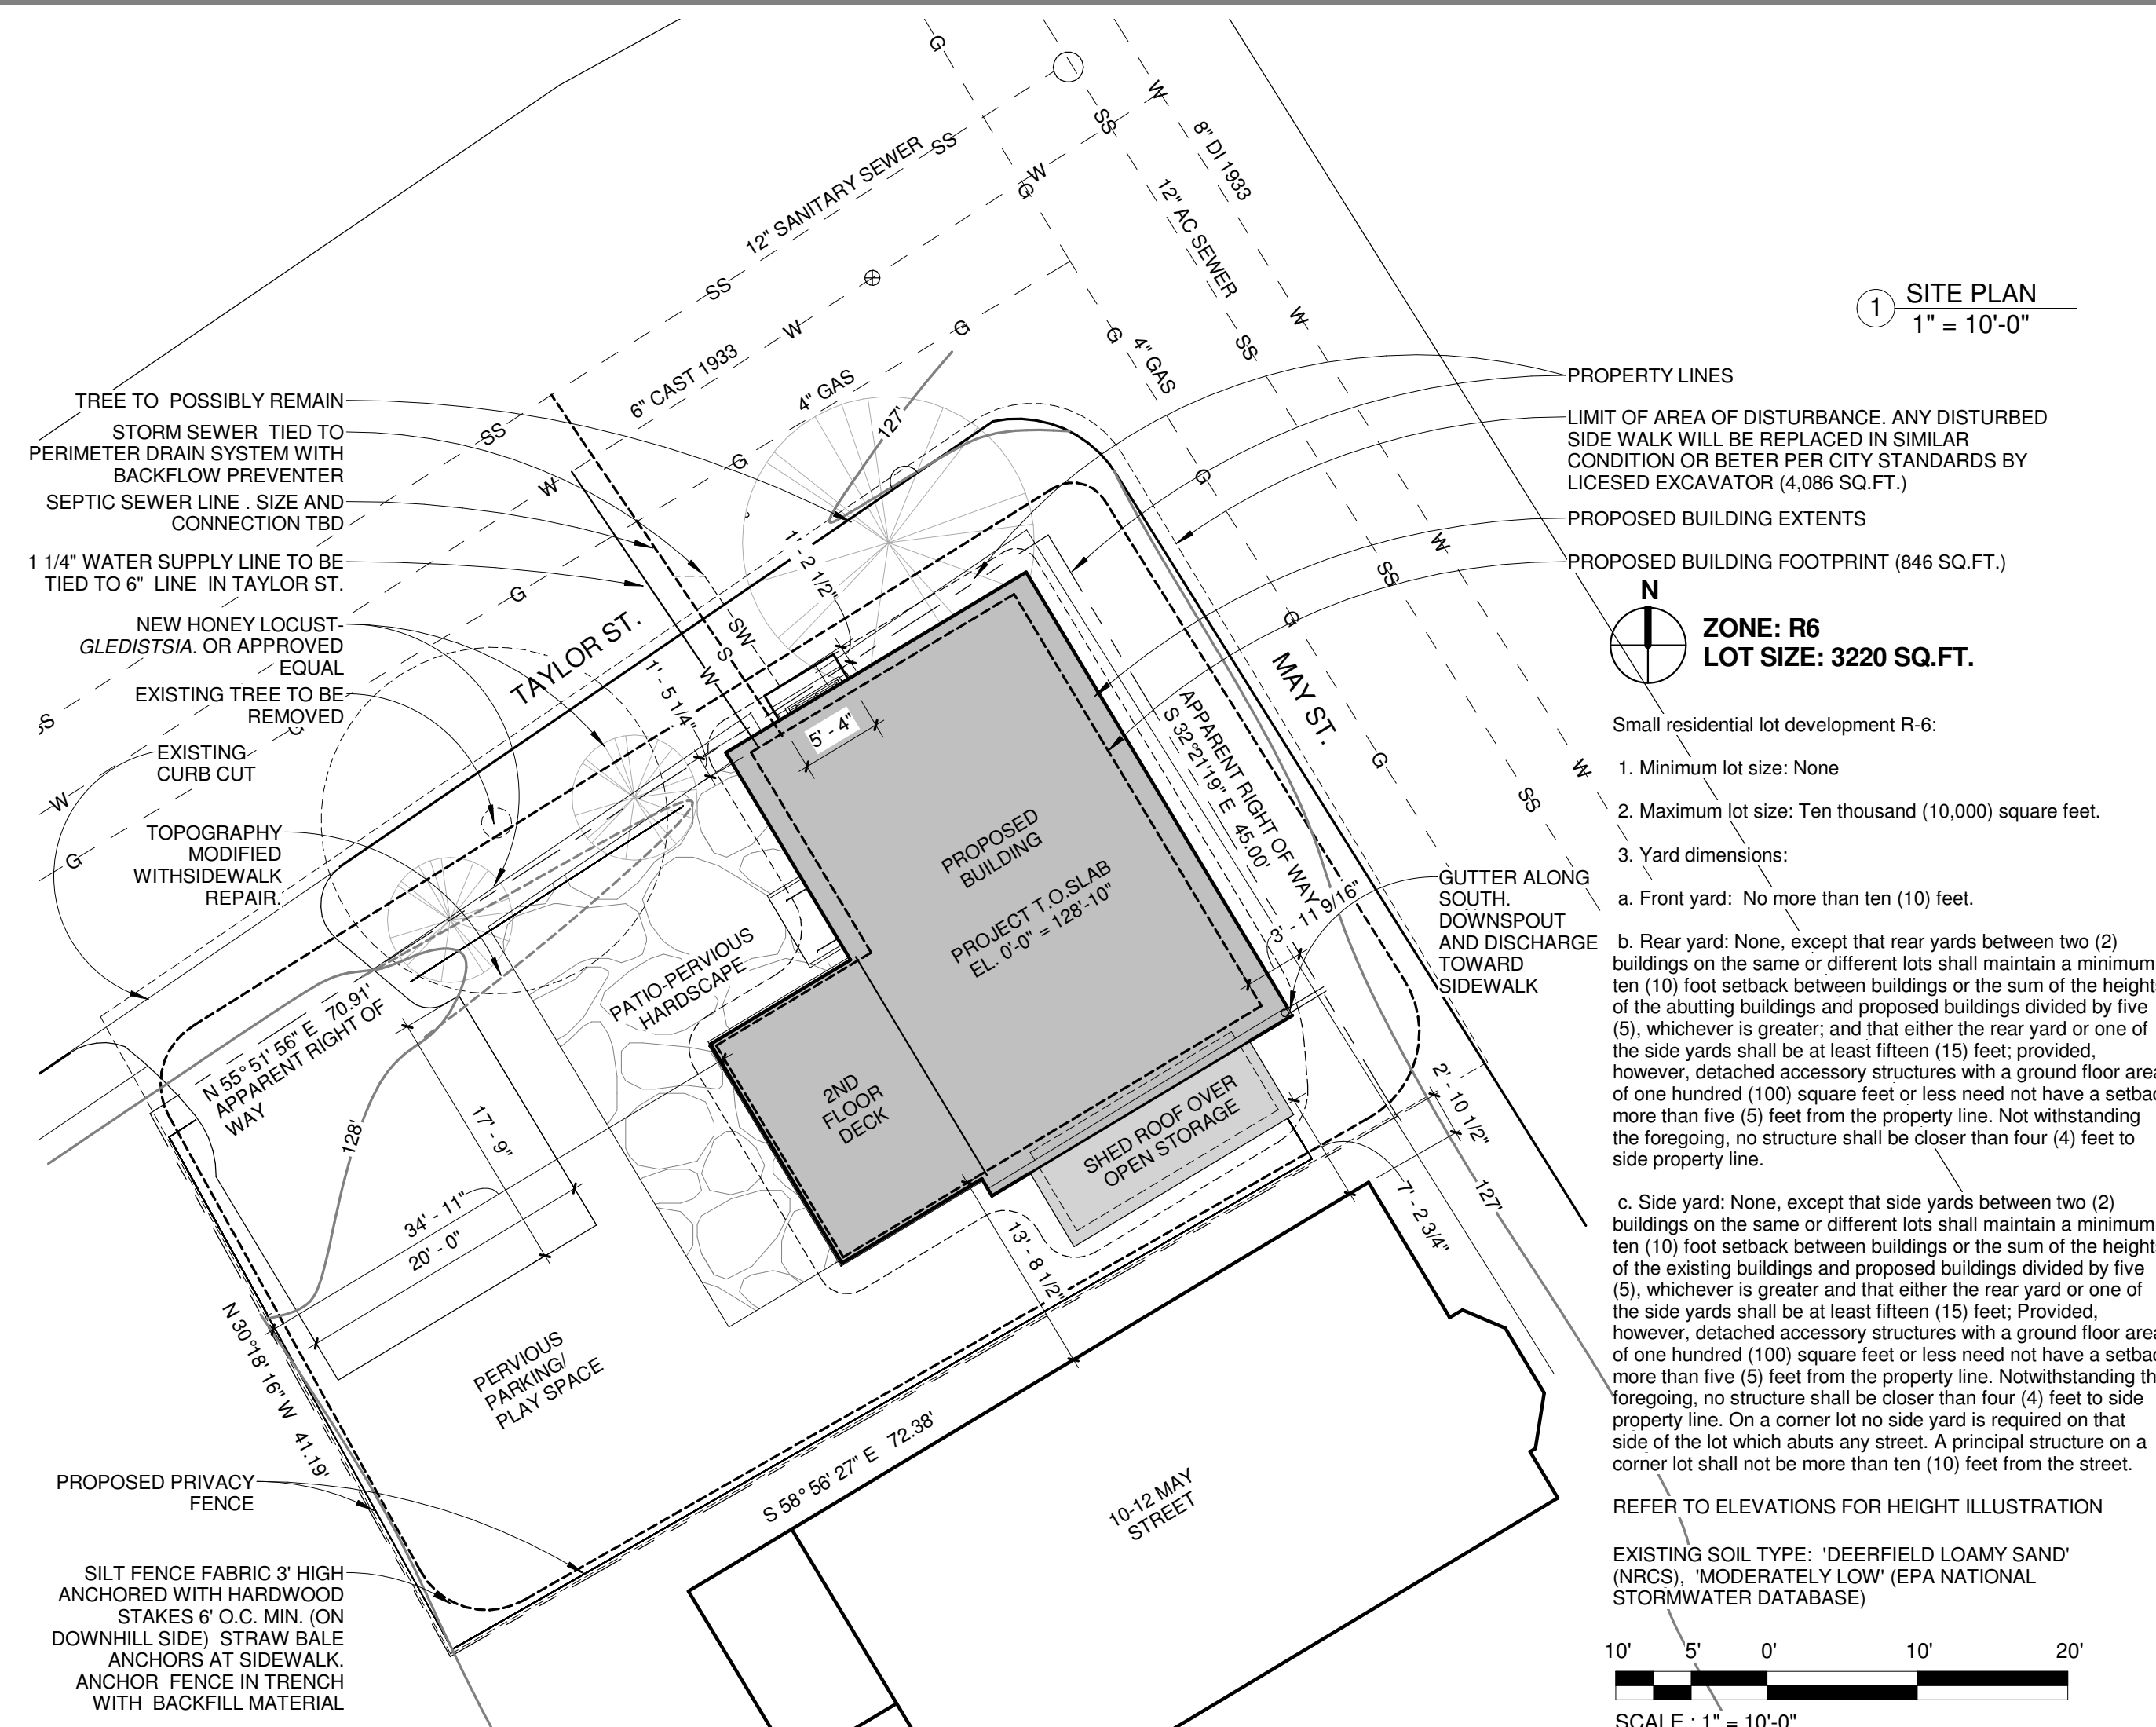 1
SITE PLAN
1" = 10'-0"
TREE TO  POSSIBLY REMAIN
STORM SEWER  TIED TO
PERIMETER DRAIN SYSTEM WITH
BACKFLOW PREVENTER
SEPTIC SEWER LINE . SIZE AND
CONNECTION TBD
1 1/4" WATER SUPPLY LINE TO BE
TIED TO 6"  LINE  IN TAYLOR ST.
NEW HONEY LOCUST-
GLEDISTSIA. OR APPROVED
EQUAL
EXISTING TREE TO BE
REMOVED
EXISTING
CURB CUT
TOPOGRAPHY
MODIFIED
WITHSIDEWALK
REPAIR.
PROPOSED PRIVACY
FENCE
SILT FENCE FABRIC 3' HIGH
ANCHORED WITH HARDWOOD
STAKES 6' O.C. MIN. (ON
DOWNHILL SIDE)  STRAW BALE
ANCHORS AT SIDEWALK.
ANCHOR  FENCE IN TRENCH
WITH  BACKFILL MATERIAL
12" SANITARY SEWER
SS
SS
SS
SS
6" CAST 1933
W
W
W
W
4" GAS
G
G
G
G
G
G
G
4" GAS
G
G
G
G
G
12" AC SEWER
SS
SS
SS
SS
8" DI 1933
W
W
W
W
127'
TAYLOR ST.
MAY ST.
SW
S
W
1' - 2 1/2"
1' - 5 1/4"
5' - 4"
PROPOSED
BUILDING
PROJECT T.O.SLAB
EL. 0'-0" = 128'-10"
APPARENT RIGHT OF WAY
S 32°21'19" E  45.00'
3' - 11 9/16"
PATIO-PERVIOUS
HARDSCAPE
2ND
FLOOR
DECK
SHED ROOF OVER
OPEN STORAGE
N 55° 51' 56" E  70.91'
APPARENT RIGHT OF
WAY
128'
17' - 9"
34' - 11"
20' - 0"
N 30°18' 16" W  41.19'
PERVIOUS
PARKING/
PLAY SPACE
S 58° 56' 27" E  72.38'
13' - 8 1/2"
7' - 2 3/4"
2' - 10 1/2"
127'
10-12 MAY
STREET
PROPERTY LINES
LIMIT OF AREA OF DISTURBANCE. ANY DISTURBED
SIDE WALK WILL BE REPLACED IN SIMILAR
CONDITION OR BETER PER CITY STANDARDS BY
LICESED EXCAVATOR (4,086 SQ.FT.)
PROPOSED BUILDING EXTENTS
PROPOSED BUILDING FOOTPRINT (846 SQ.FT.)
N
ZONE: R6
LOT SIZE: 3220 SQ.FT.
GUTTER ALONG
SOUTH.
DOWNSPOUT
AND DISCHARGE
TOWARD
SIDEWALK
Small residential lot development R-6:
1. Minimum lot size: None
2. Maximum lot size: Ten thousand (10,000) square feet.
3. Yard dimensions:
a. Front yard:  No more than ten (10) feet.
b. Rear yard: None, except that rear yards between two (2)
buildings on the same or different lots shall maintain a minimum
ten (10) foot setback between buildings or the sum of the height
of the abutting buildings and proposed buildings divided by five
(5), whichever is greater; and that either the rear yard or one of
the side yards shall be at least fifteen (15) feet; provided,
however, detached accessory structures with a ground floor area
of one hundred (100) square feet or less need not have a setbac
more than five (5) feet from the property line. Not withstanding
the foregoing, no structure shall be closer than four (4) feet to
side property line.
c. Side yard: None, except that side yards between two (2)
buildings on the same or different lots shall maintain a minimum
ten (10) foot setback between buildings or the sum of the height
of the existing buildings and proposed buildings divided by five
(5), whichever is greater and that either the rear yard or one of
the side yards shall be at least fifteen (15) feet; Provided,
however, detached accessory structures with a ground floor area
of one hundred (100) square feet or less need not have a setbac
more than five (5) feet from the property line. Notwithstanding th
foregoing, no structure shall be closer than four (4) feet to side
property line. On a corner lot no side yard is required on that
side of the lot which abuts any street. A principal structure on a
corner lot shall not be more than ten (10) feet from the street.
REFER TO ELEVATIONS FOR HEIGHT ILLUSTRATION
EXISTING SOIL TYPE:  'DEERFIELD LOAMY SAND'
(NRCS),  'MODERATELY LOW' (EPA NATIONAL
STORMWATER DATABASE)
10' 5' 0' 10' 20'
SCALE : 1" = 10'-0"